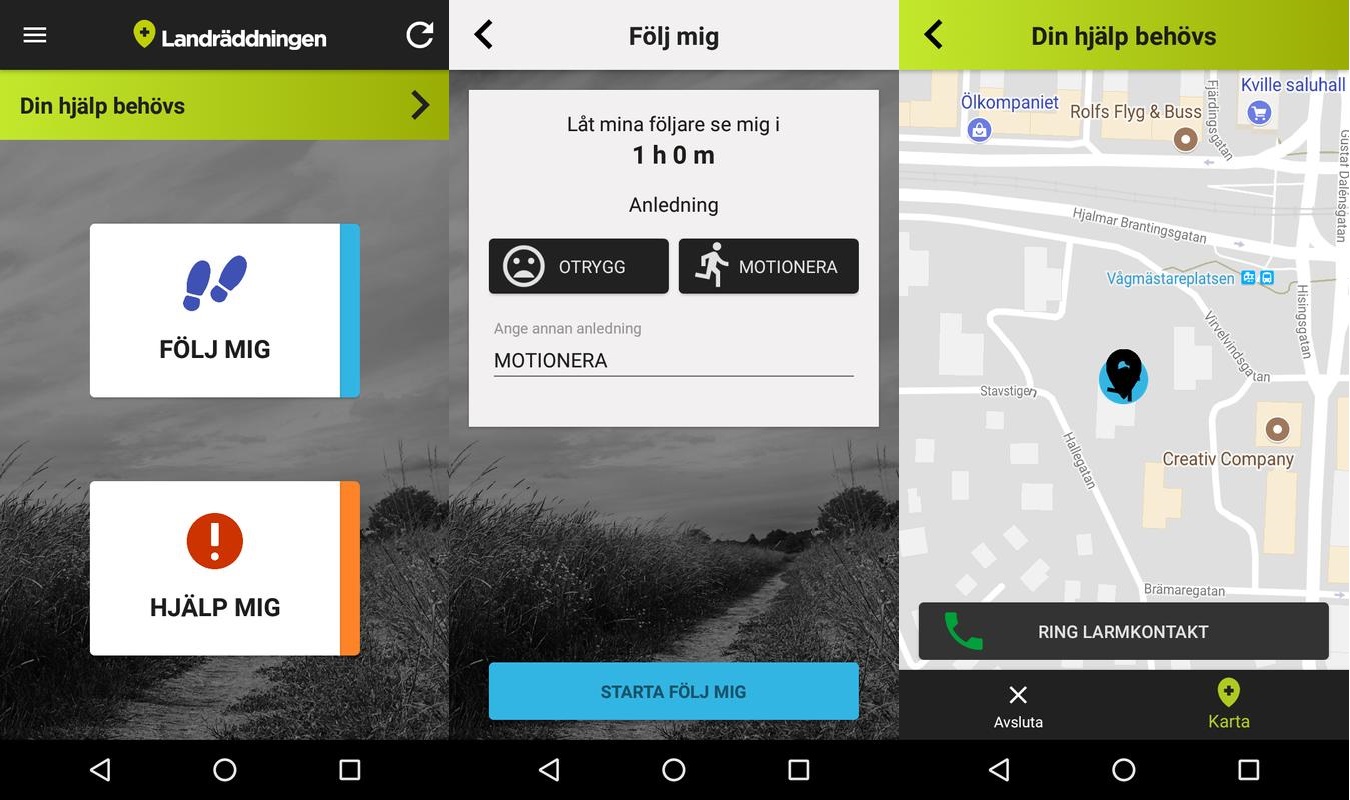 Landräddningen
Din hjälp behövs
FÖLJ MIG
HJÄLP MIG
Följ mig
Låt mina följare se mig i
1 h 0 m
Anledning
OTRYGG
MOTIONERA
Ange annan anledning
MOTIONERA
STARTA FÖLJ MIG
Din hjälp behövs
Kville saluhall
Ölkompaniet
Rolfs Flyg & Buss
Fjärdingsgatan
Gustaf Dalénsgatan
Hjalmar Brantingsgatan
Vågmästareplatsen
Hisingsgatan
Virvelvindsgatan
Stavstigen
Hallegatan
Creativ Company
Brämaregatan
RING LARMKONTAKT
Avsluta
Karta